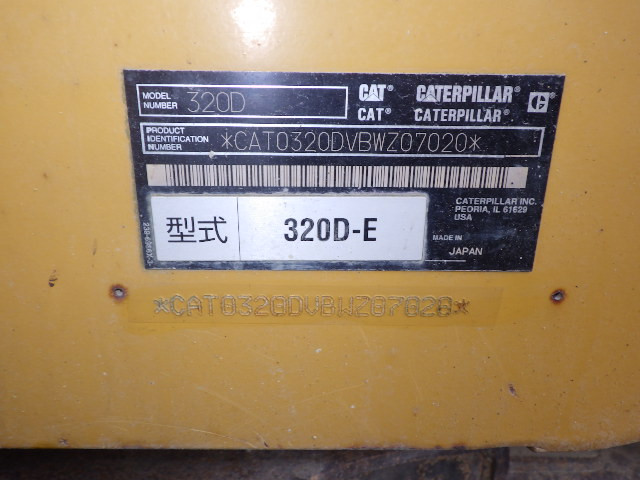 MODEL NUMBER 320D
CAT® CATERPILLAR®
CAT® CATERPILLAR®
PRODUCT IDENTIFICATION NUMBER *CAT0320DVBWZ07020*
CATERPILLAR INC.
PEORIA, IL 61629
USA
型式 320D-E
MADE IN JAPAN
*CAT0320DVBWZ07020*